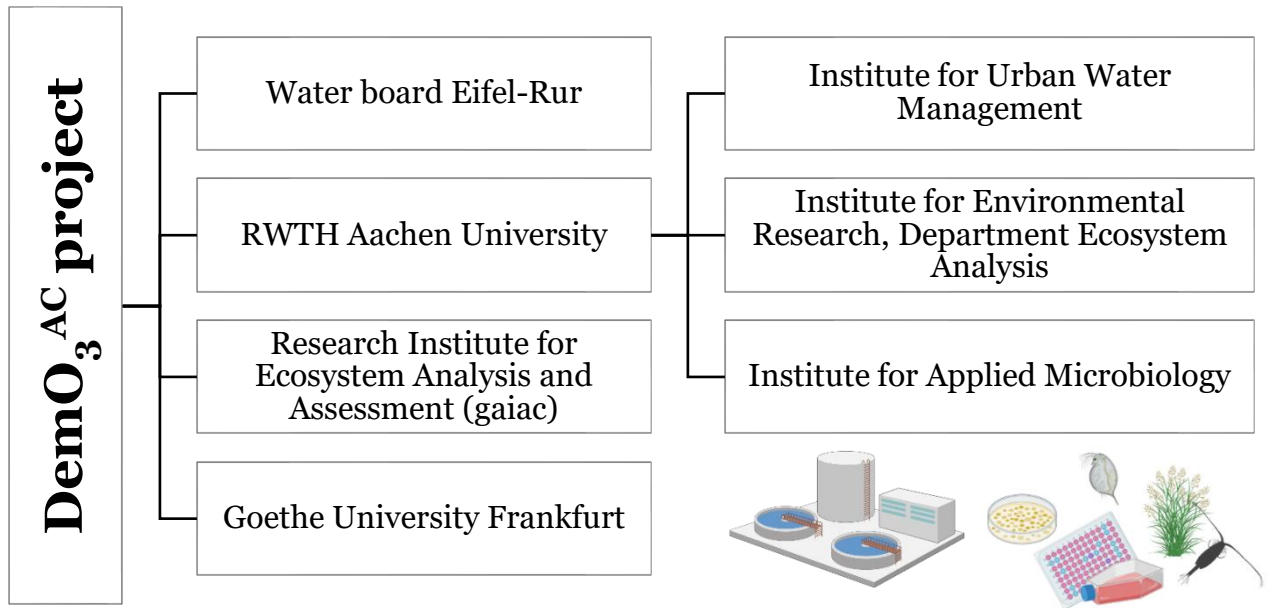 DemO₃ᴬᶜ project
Water board Eifel-Rur
RWTH Aachen University
Research Institute for
Ecosystem Analysis and
Assessment (gaiac)
Goethe University Frankfurt
Institute for Urban Water
Management
Institute for Environmental
Research, Department Ecosystem
Analysis
Institute for Applied Microbiology